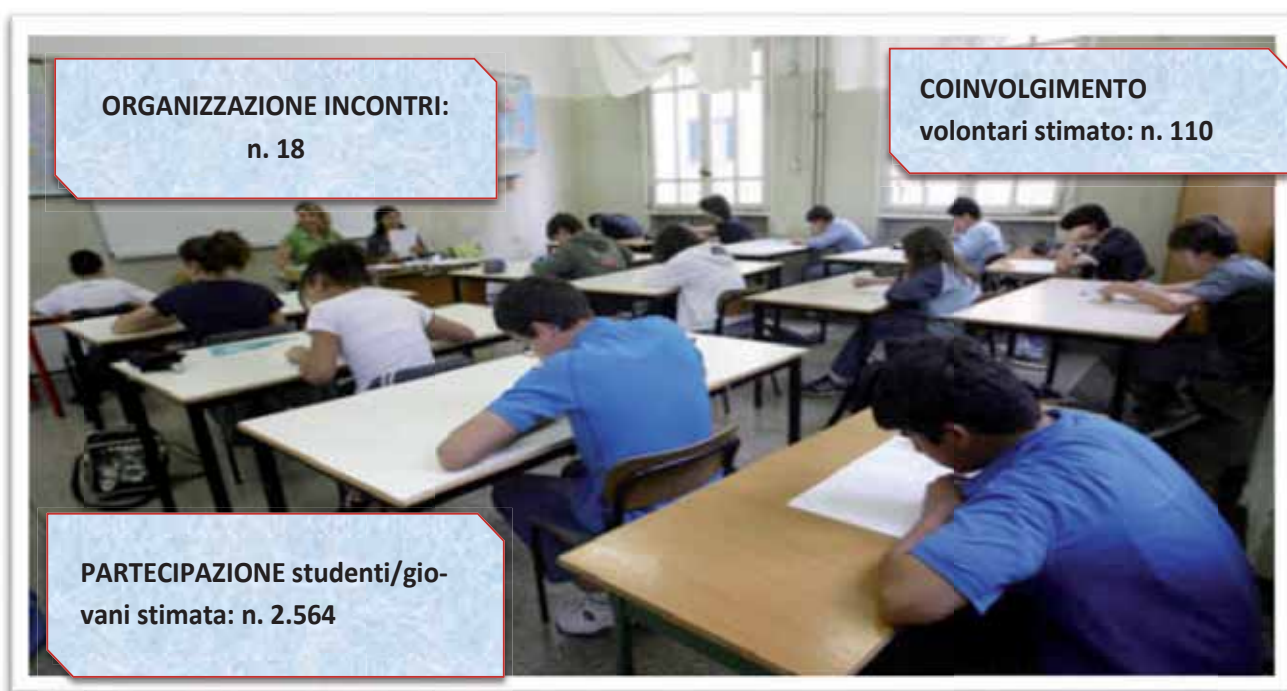 ORGANIZZAZIONE INCONTRI:
n. 18
COINVOLGIMENTO
volontari stimato: n. 110
PARTECIPAZIONE studenti/gio-
vani stimata: n. 2.564